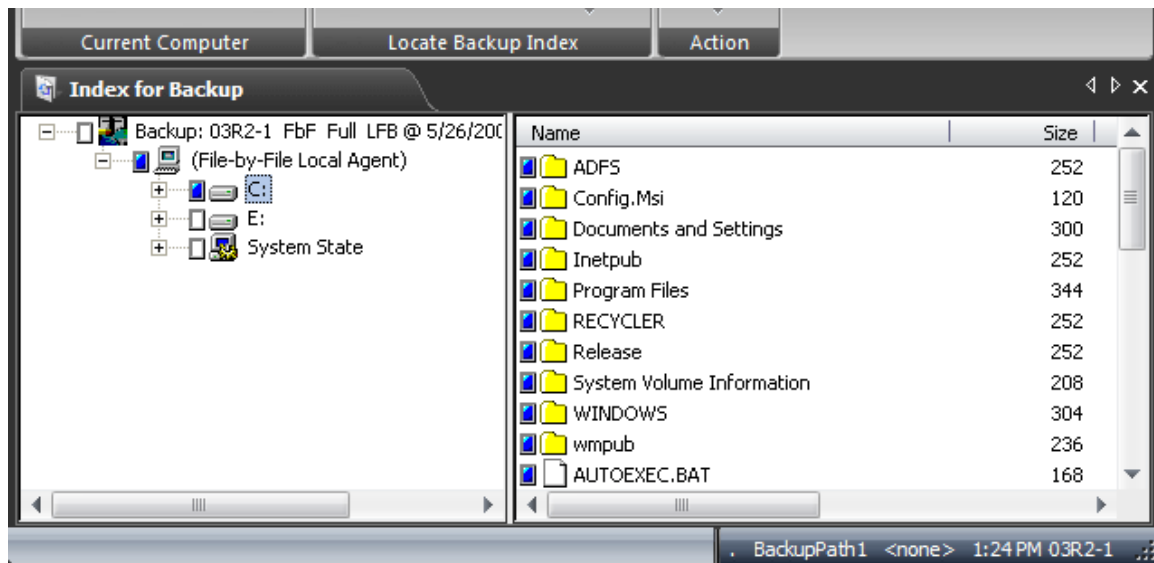 Current Computer Locate Backup Index Action
Index for Backup
Backup: 03R2-1 FbF Full LFB @ 5/26/200
(File-by-File Local Agent)
C:
E:
System State
Name Size
ADFS 252
Config.Msi 120
Documents and Settings 300
Inetpub 252
Program Files 344
RECYCLER 252
Release 252
System Volume Information 208
WINDOWS 304
wmpub 236
AUTOEXEC.BAT 168
. BackupPath1 <none> 1:24 PM 03R2-1